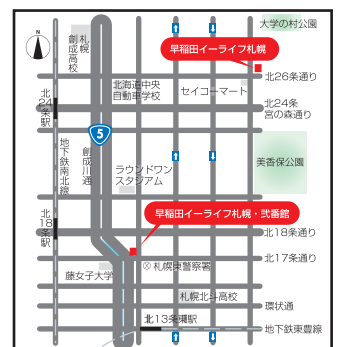 大学の村公園
札幌
創成高校
早稲田イーライフ札幌
N
北26条通り
北海道中央
自動車学校
セイコーマート
北24条駅
北24条
宮の森通り
5
地下鉄南北線
創成川通
ラウンドワン
スタジアム
美香保公園
早稲田イーライフ札幌・弐番館
北18条駅
北18条通り
札幌東警察署
北17条通り
藤女子大学
札幌北斗高校
環状通
北13条東駅
地下鉄東豊線